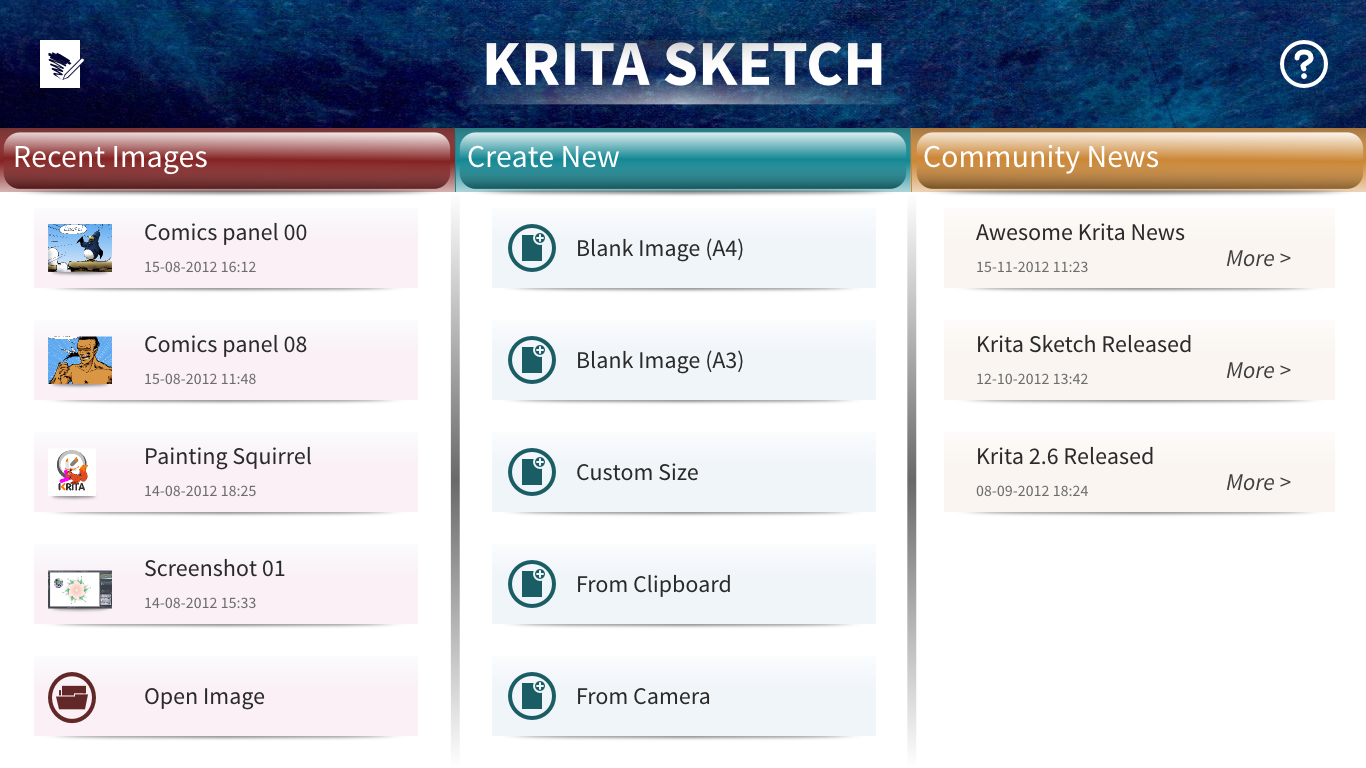 KRITA SKETCH
Recent Images
Comics panel 00
15-08-2012 16:12
Comics panel 08
15-08-2012 11:48
KRITA
Painting Squirrel
14-08-2012 18:25
Screenshot 01
14-08-2012 15:33
Open Image
Create New
Blank Image (A4)
Blank Image (A3)
Custom Size
From Clipboard
From Camera
Community News
Awesome Krita News
15-11-2012 11:23
More >
Krita Sketch Released
12-10-2012 13:42
More >
Krita 2.6 Released
08-09-2012 18:24
More >